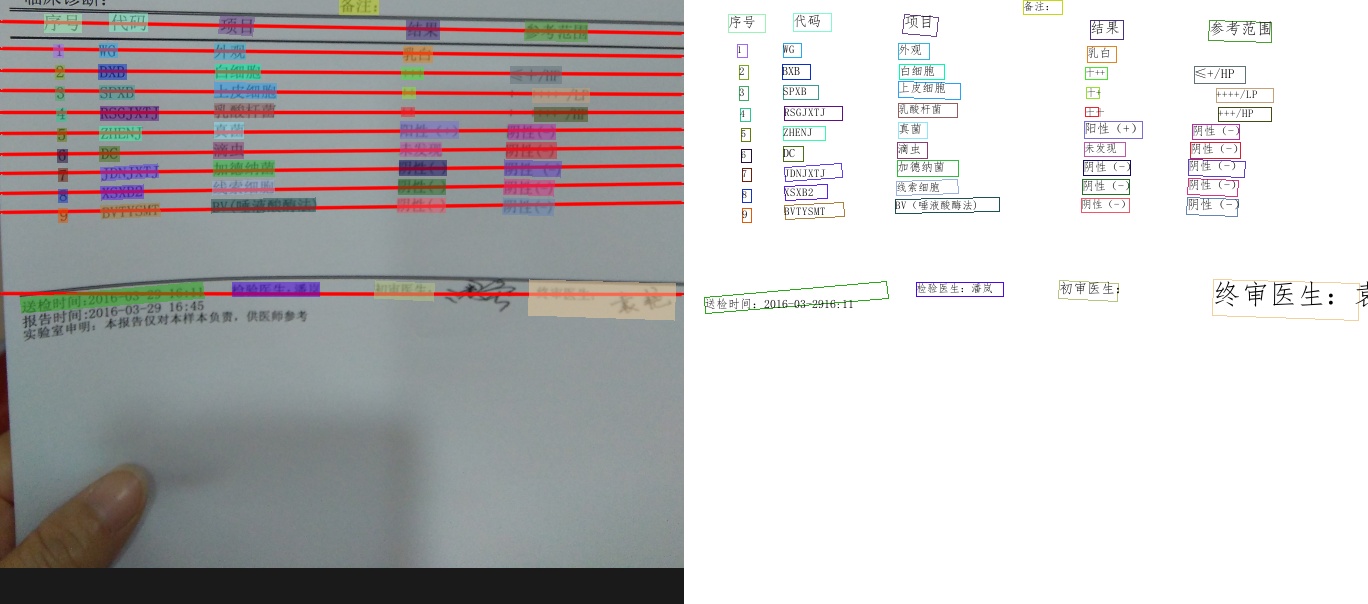 临床诊断： 备注：
序号 代码 项目 结果 参考范围
1 WG 外观 乳白
2 BXB 白细胞 +++ ≤+/HP
3 SPXB 上皮细胞 ++++/LP
4 RSGJXTJ 乳酸杆菌 +++/HP
5 ZHENJ 真菌 阳性(+) 阴性(-)
6 DC 滴虫 未发现 阴性(-)
7 JDNJXTJ 加德纳菌 阴性(-) 阴性(-)
8 XSXB2 线索细胞 阴性(-) 阴性(-)
9 BVTYSMT BV(唾液酸酶法) 阴性(-) 阴性(-)
送检时间:2016-03-29 16:11 检验医生:潘岚 初审医生: 终审医生:
报告时间:2016-03-29 16:45
实验室申明: 本报告仅对本样本负责, 供医师参考
备注：
序号 代码 项目 结果 参考范围
1 WG 外观 乳白
2 BXB 白细胞 +++ ≤+/HP
3 SPXB 上皮细胞 ++ ++++/LP
4 RSGJXTJ 乳酸杆菌 ++ +++/HP
5 ZHENJ 真菌 阳性（+） 阴性（-）
6 DC 滴虫 未发现 阴性（-）
7 JDNJXTJ 加德纳菌 阴性（-） 阴性（-）
8 XSXB2 线索细胞 阴性（-） 阴性（-）
9 BVTYSMT BV（唾液酸酶法） 阴性（-） 阴性（-）
送检时间：2016-03-2916:11 检验医生：潘岚 初审医生： 终审医生：袁